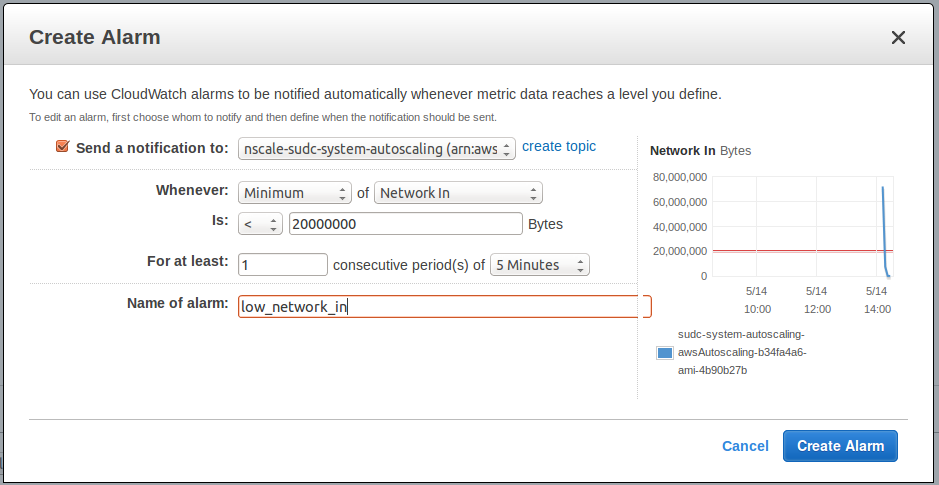 Create Alarm
You can use CloudWatch alarms to be notified automatically whenever metric data reaches a level you define.
To edit an alarm, first choose whom to notify and then define when the notification should be sent.
Send a notification to: nscale-sudc-system-autoscaling (arn:aws create topic
Whenever: Minimum of Network In
Is: < 20000000 Bytes
For at least: 1 consecutive period(s) of 5 Minutes
Name of alarm: low_network_in
Network In Bytes
80,000,000
60,000,000
40,000,000
20,000,000
0
5/14 5/14 5/14
10:00 12:00 14:00
sudc-system-autoscaling-
awsAutoscaling-b34fa4a6-
ami-4b90b27b
Cancel Create Alarm